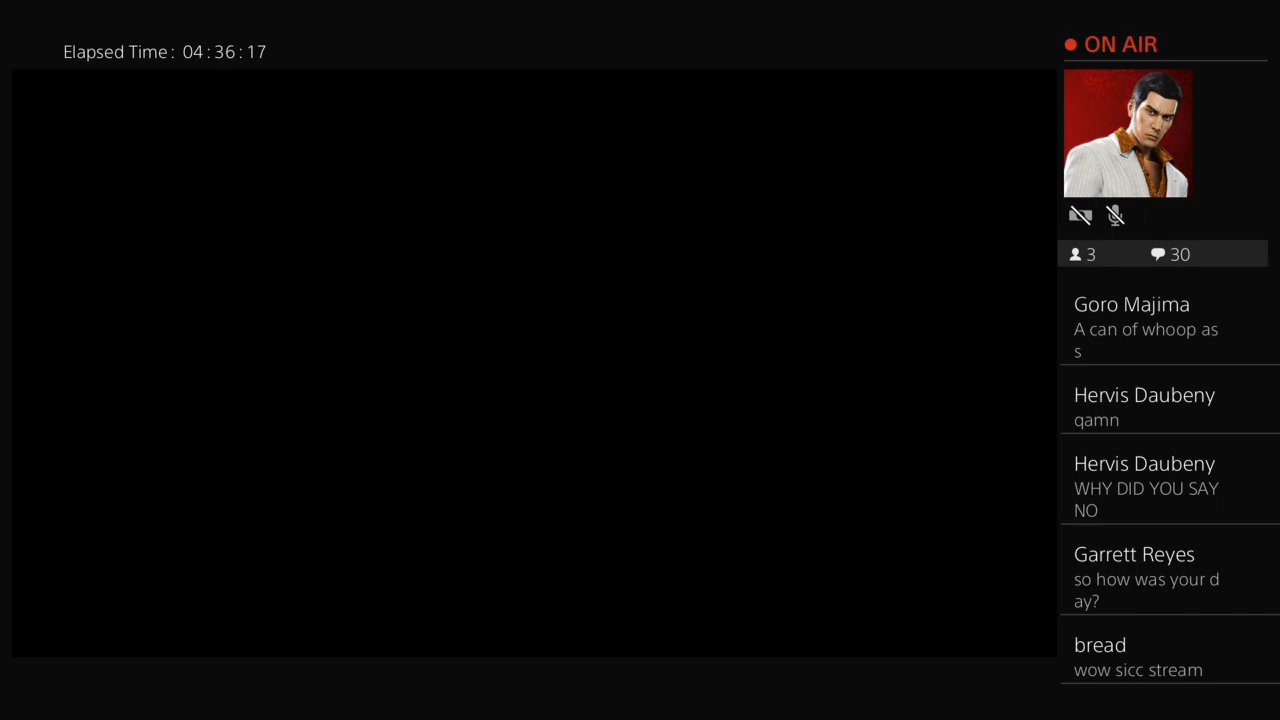 Elapsed Time: 04:36:17
ON AIR
3
30
Goro Majima
A can of whoop as
s
Hervis Daubeny
qamn
Hervis Daubeny
WHY DID YOU SAY
NO
Garrett Reyes
so how was your d
ay?
bread
wow sicc stream